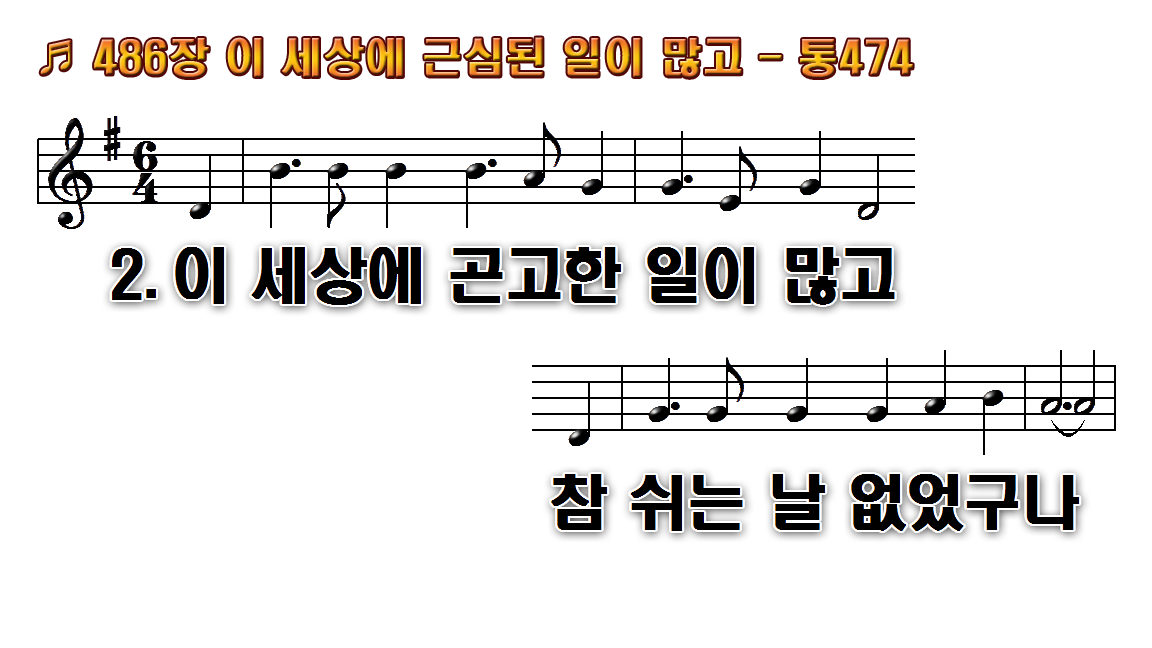 ♬ 486장 이 세상에 근심된 일이 많고 - 통474
6
4
2. 이 세상에 곤고한 일이 많고
참 쉬는 날 없었구나